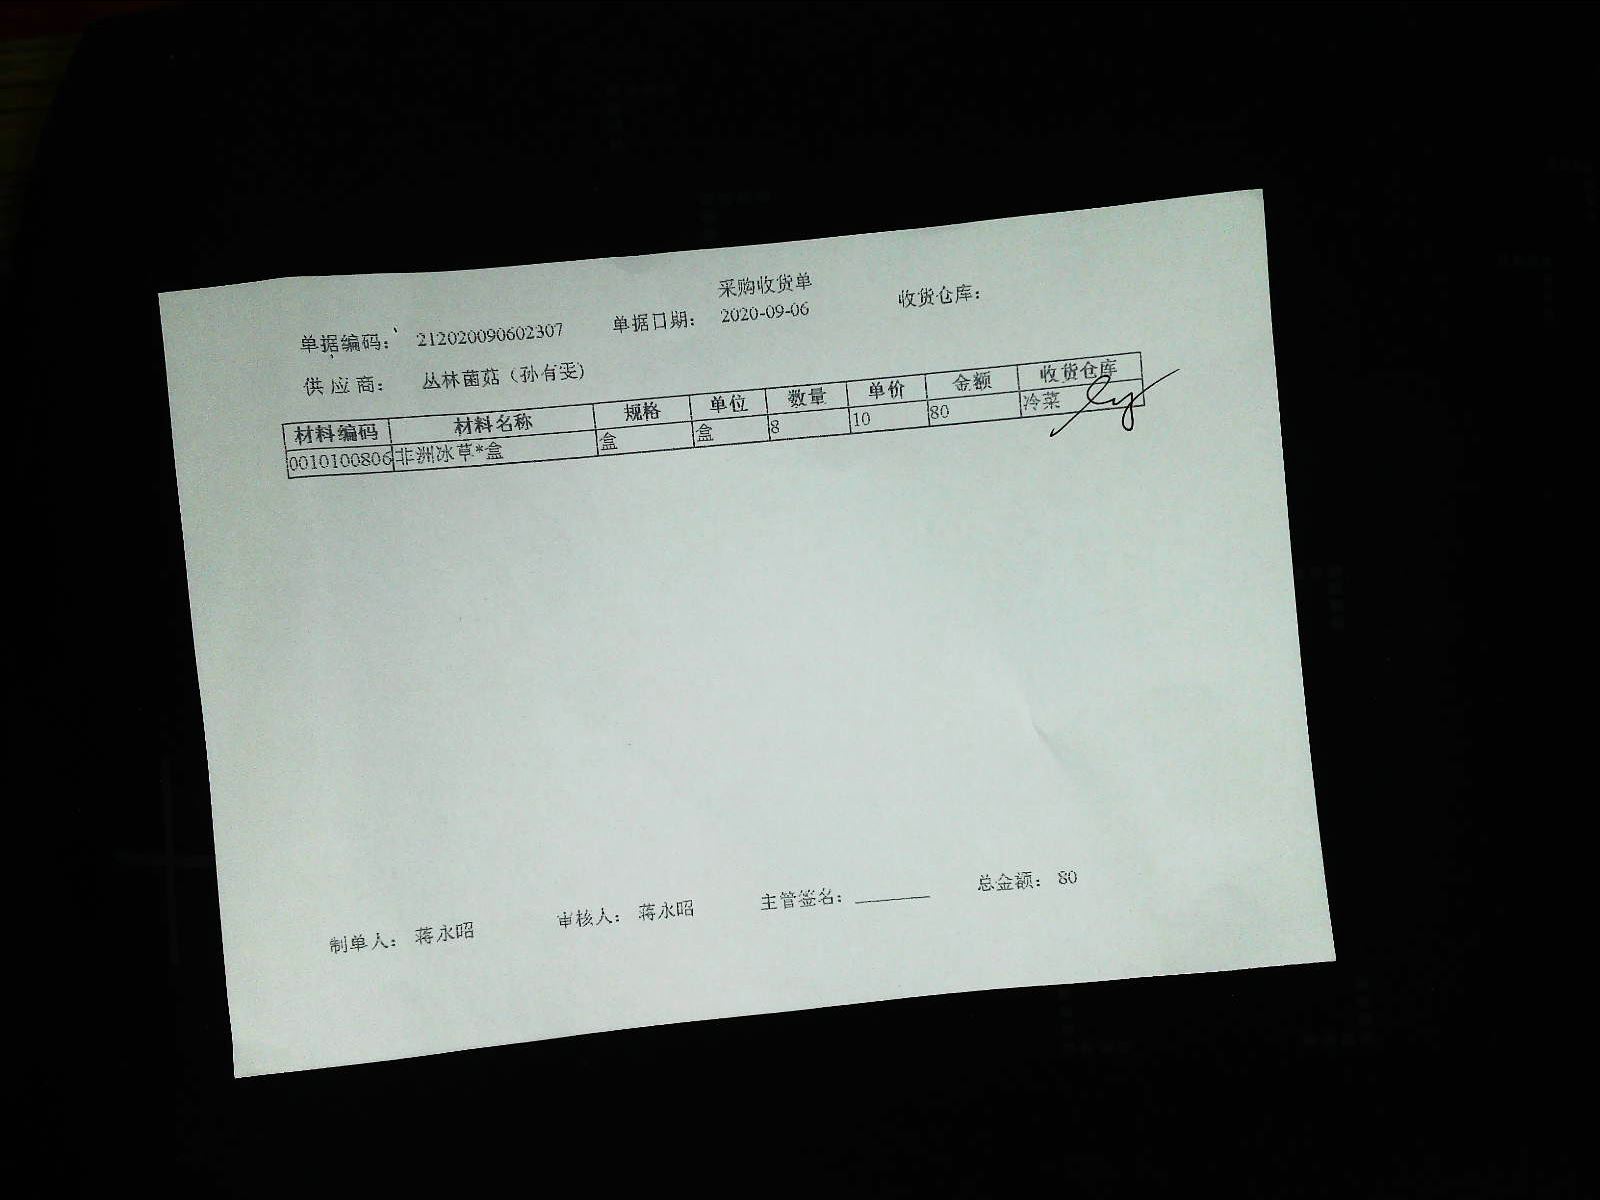 采购收货单
单据编码： 212020090602307 单据日期： 2020-09-06 收货仓库：
供应商： 丛林菌菇（孙有雯)
材料编码 材料名称 规格 单位 数量 单价 金额 收货仓库
0010100806 非洲冰草*盒 盒 盒 8 10 80 冷菜
制单人： 蒋永昭 审核人： 蒋永昭 主管签名：________ 总金额： 80